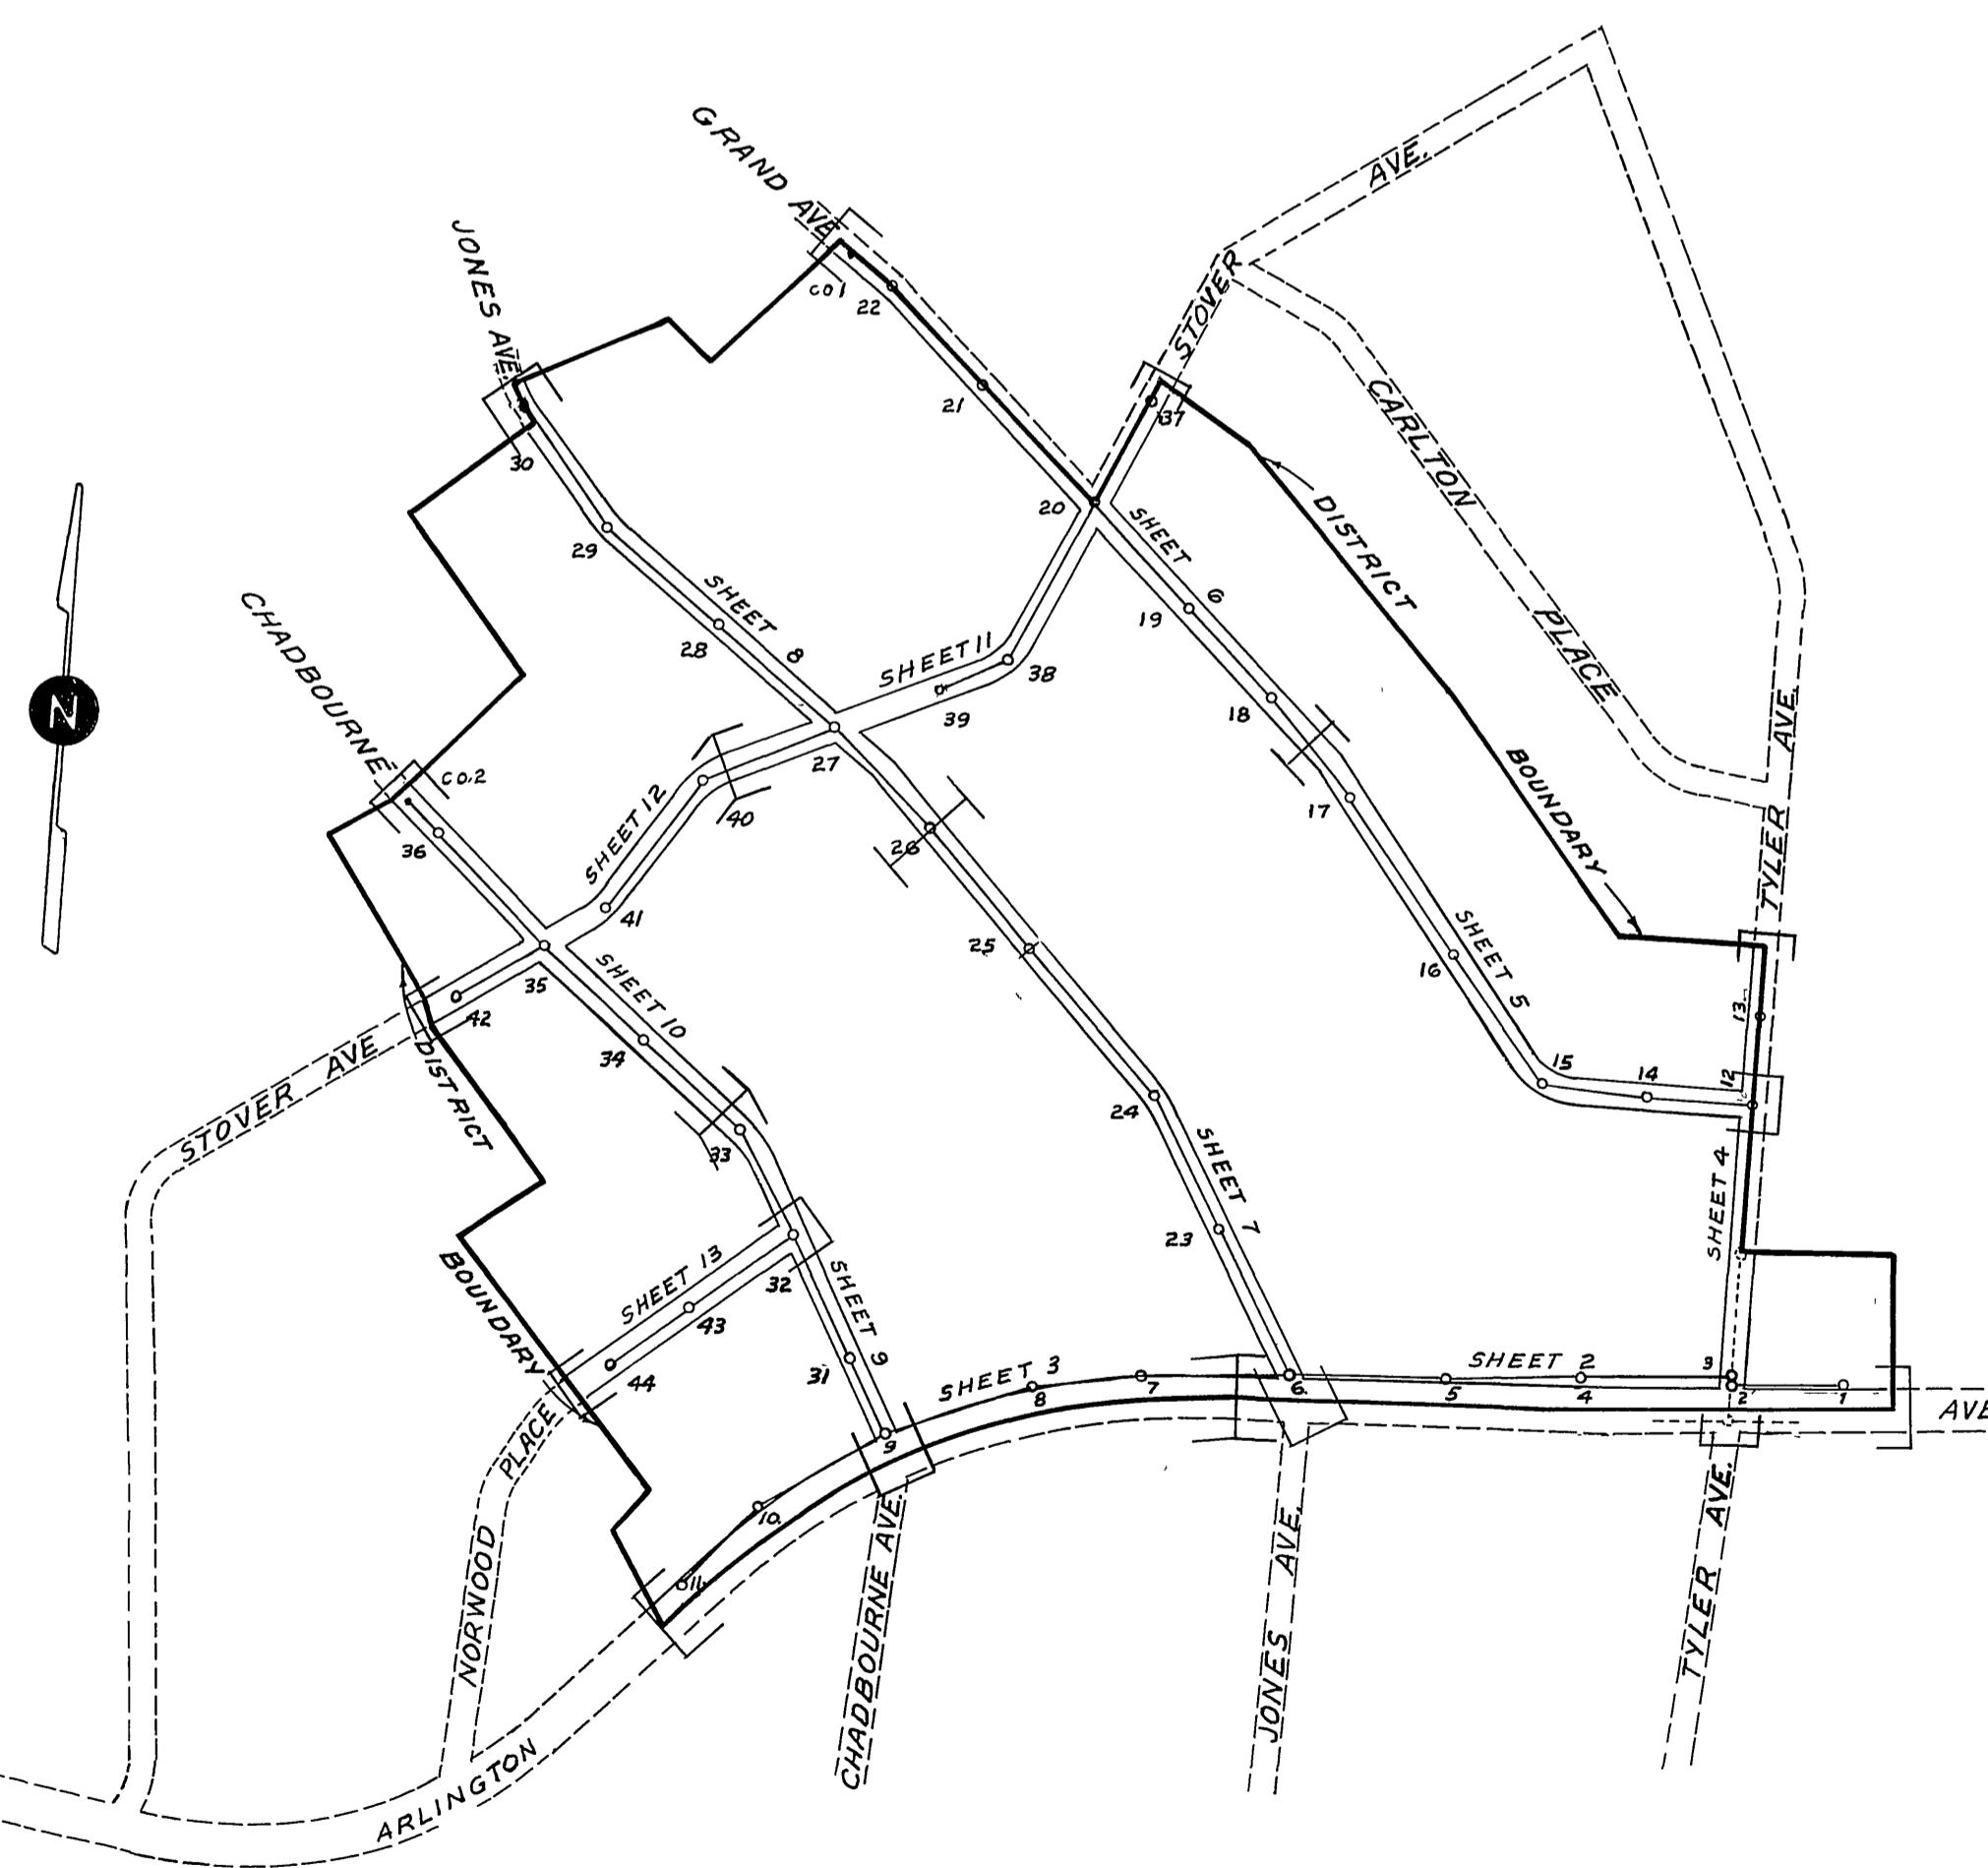 GRAND AVE.
AVE.
JONES AVE.
STOVER
CO 1
22
21
37
CARLTON
PLACE
30
20
DISTRICT
BOUNDARY
SHEET 6
29
CHADBOURNE
SHEET 8
19
28
SHEET 11
38
N
39
18
TYLER AVE.
27
CO.2
SHEET 12
40
17
TYLER
36
26
41
25
SHEET 5
16
35
SHEET 10
42
13
34
STOVER AVE
DISTRICT
15
14
12
24
33
SHEET 7
SHEET 4
23
SHEET 13
32
BOUNDARY
SHEET 9
43
31
44
SHEET 3
SHEET 2
3
6
7
8
5
4
2
1
AVE
9
PLACE
10
11
NORWOOD
CHADBOURNE AVE.
JONES AVE.
TYLER AVE.
ARLINGTON